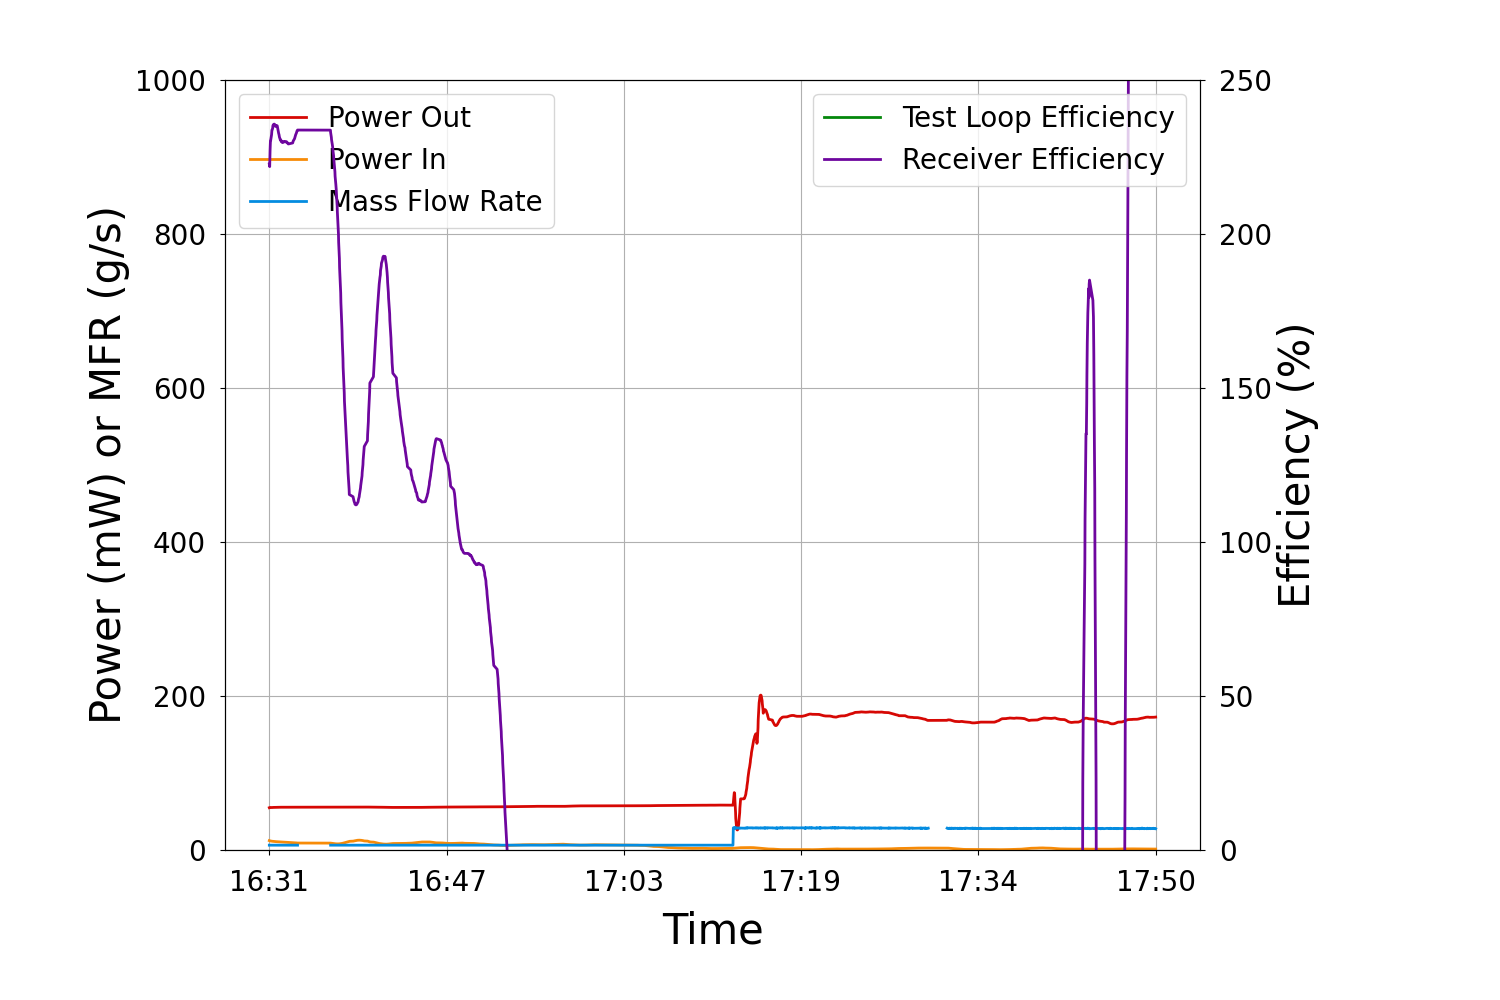 1000
800
600
400
200
0
Power (mW) or MFR (g/s)
Power Out
Power In
Mass Flow Rate
Test Loop Efficiency
Receiver Efficiency
250
200
150
100
50
0
Efficiency (%)
16:31 16:47 17:03 17:19 17:34 17:50
Time